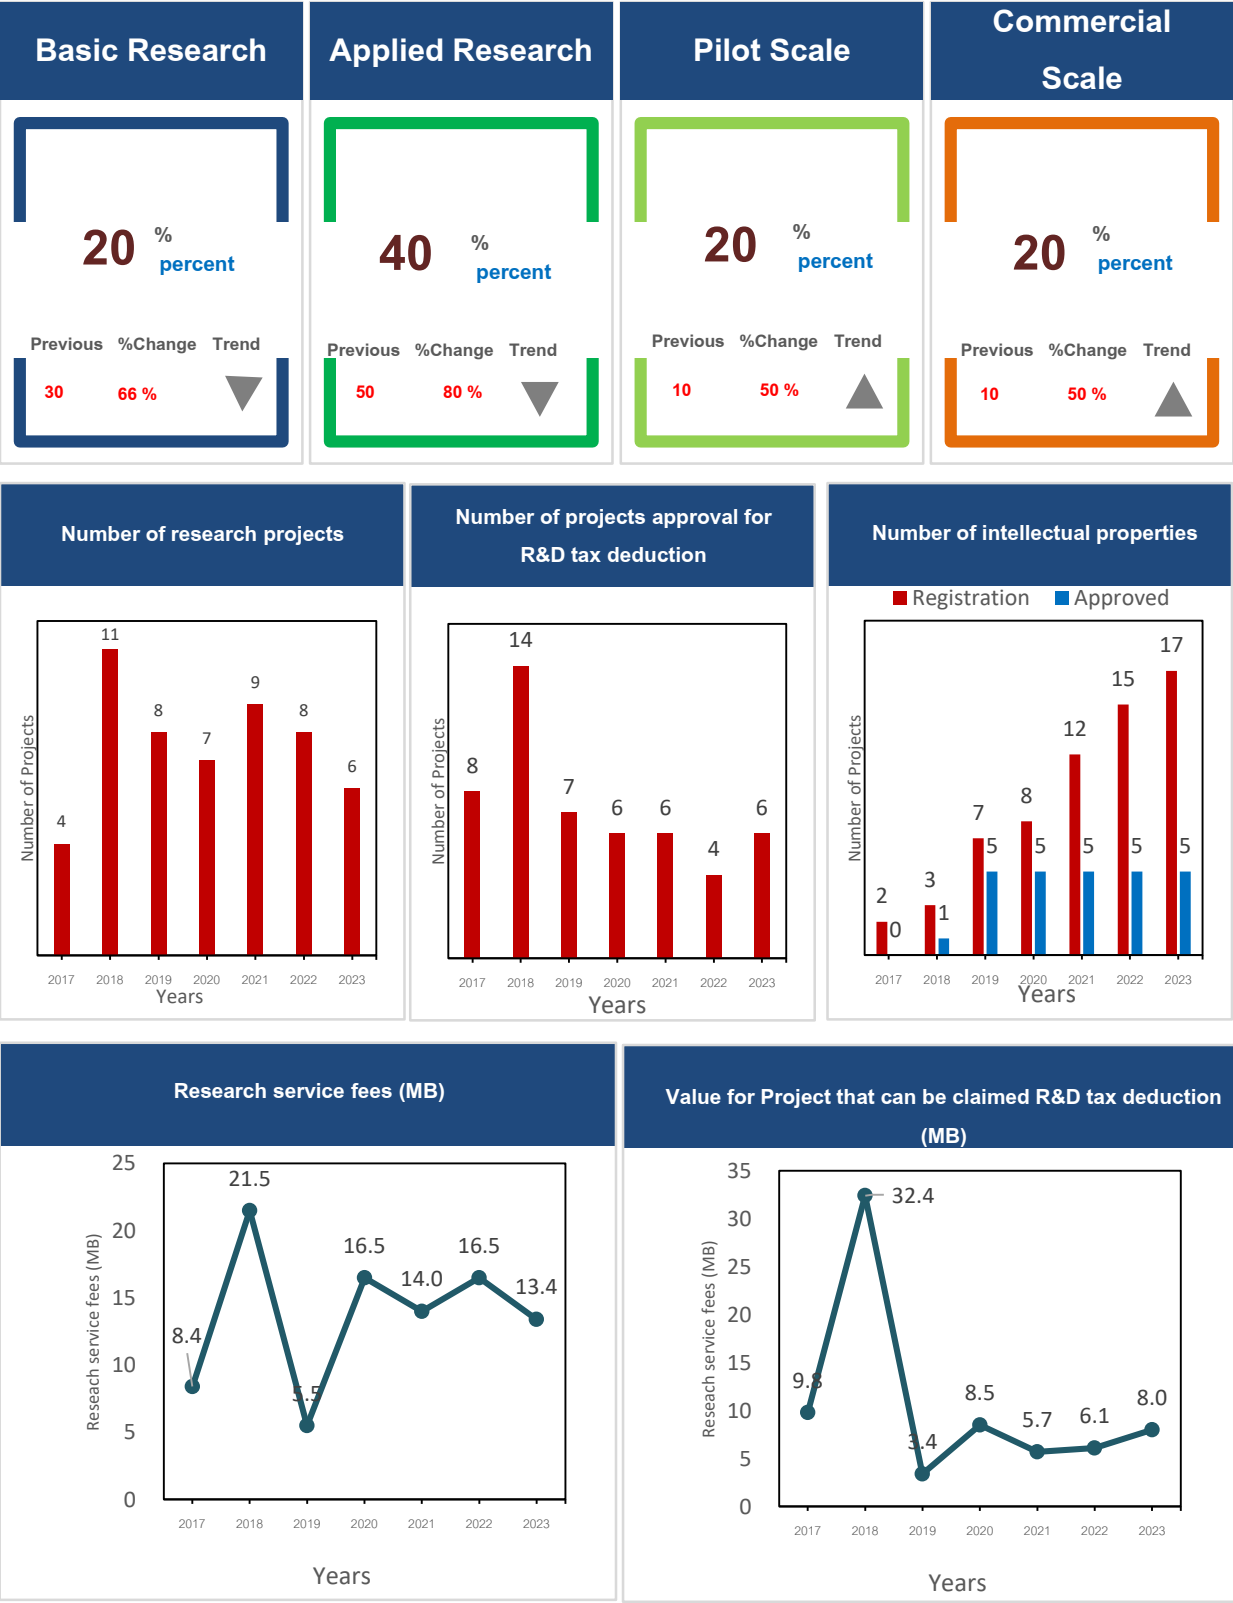 Basic Research
20 % percent
Previous %Change Trend
30 66 %
Applied Research
40 % percent
Previous %Change Trend
50 80 %
Pilot Scale
20 % percent
Previous %Change Trend
10 50 %
Commercial
Scale
20 % percent
Previous %Change Trend
10 50 %
Number of research projects
Number of Projects
4 11 8 7 9 8 6
2017 2018 2019 2020 2021 2022 2023
Years
Number of projects approval for
R&D tax deduction
Number of Projects
8 14 7 6 6 4 6
2017 2018 2019 2020 2021 2022 2023
Years
Number of intellectual properties
Registration Approved
Number of Projects
2 3 7 8 12 15 17
0 1 5 5 5 5 5
2017 2018 2019 2020 2021 2022 2023
Years
Research service fees (MB)
Reseach service fees (MB)
25
20
15
10
5
0
8.4 21.5 5.5 16.5 14.0 16.5 13.4
2017 2018 2019 2020 2021 2022 2023
Years
Value for Project that can be claimed R&D tax deduction
(MB)
Reseach service fees (MB)
35
30
25
20
15
10
5
0
9.8 32.4 3.4 8.5 5.7 6.1 8.0
2017 2018 2019 2020 2021 2022 2023
Years